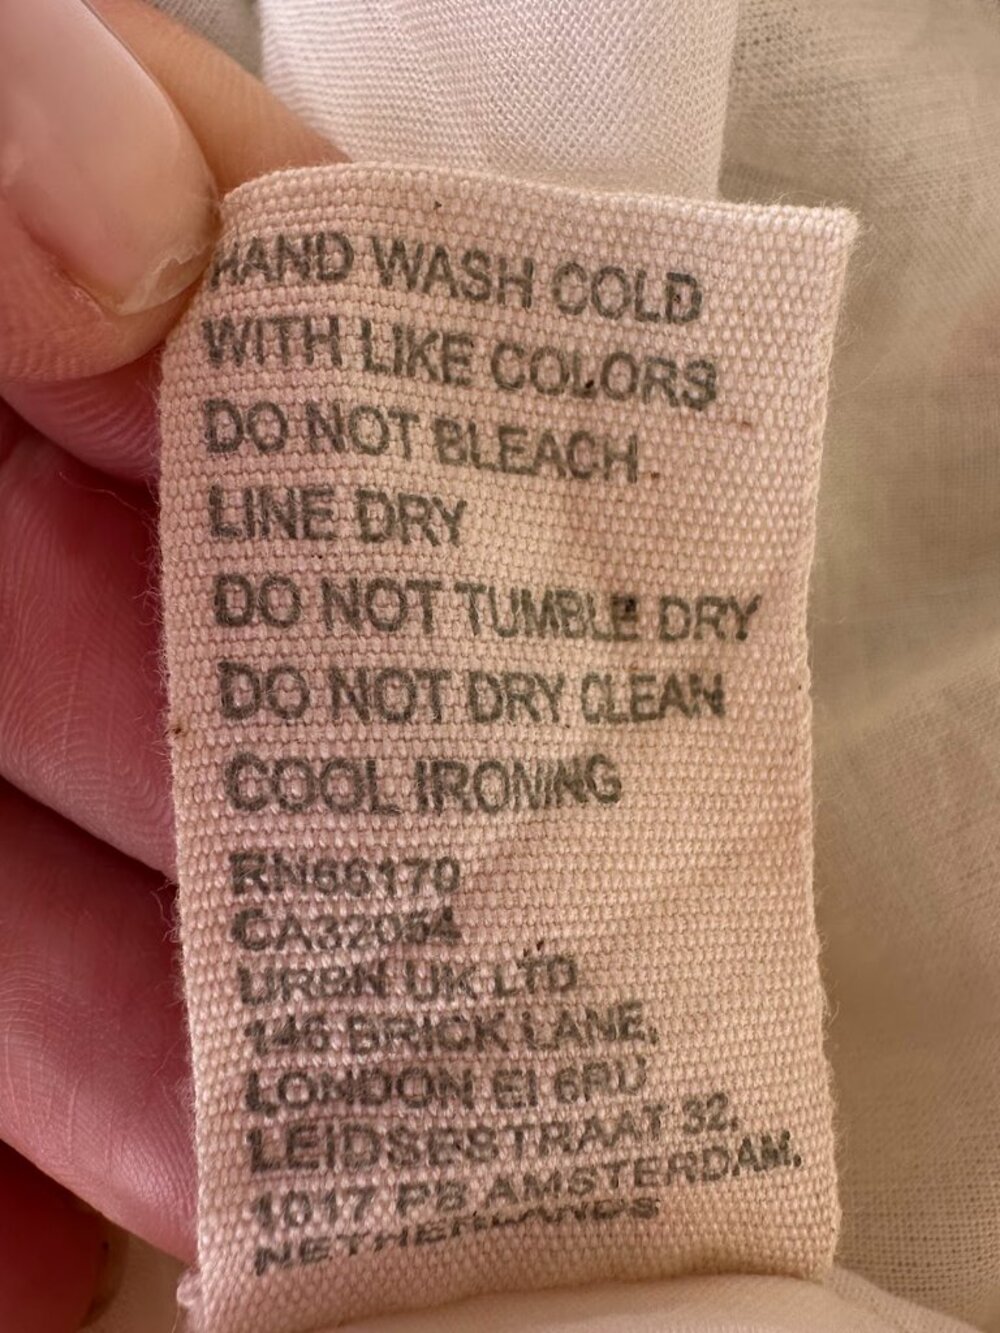 HAND WASH COLD
WITH LIKE COLORS
DO NOT BLEACH
LINE DRY
DO NOT TUMBLE DRY
DO NOT DRY CLEAN
COOL IRONING
RN66170
CA32054
URBN UK LTD
146 BRICK LANE,
LONDON EI 6RU
LEIDSESTRAAT 32,
1017 PB AMSTERDAM,
NETHERLANDS